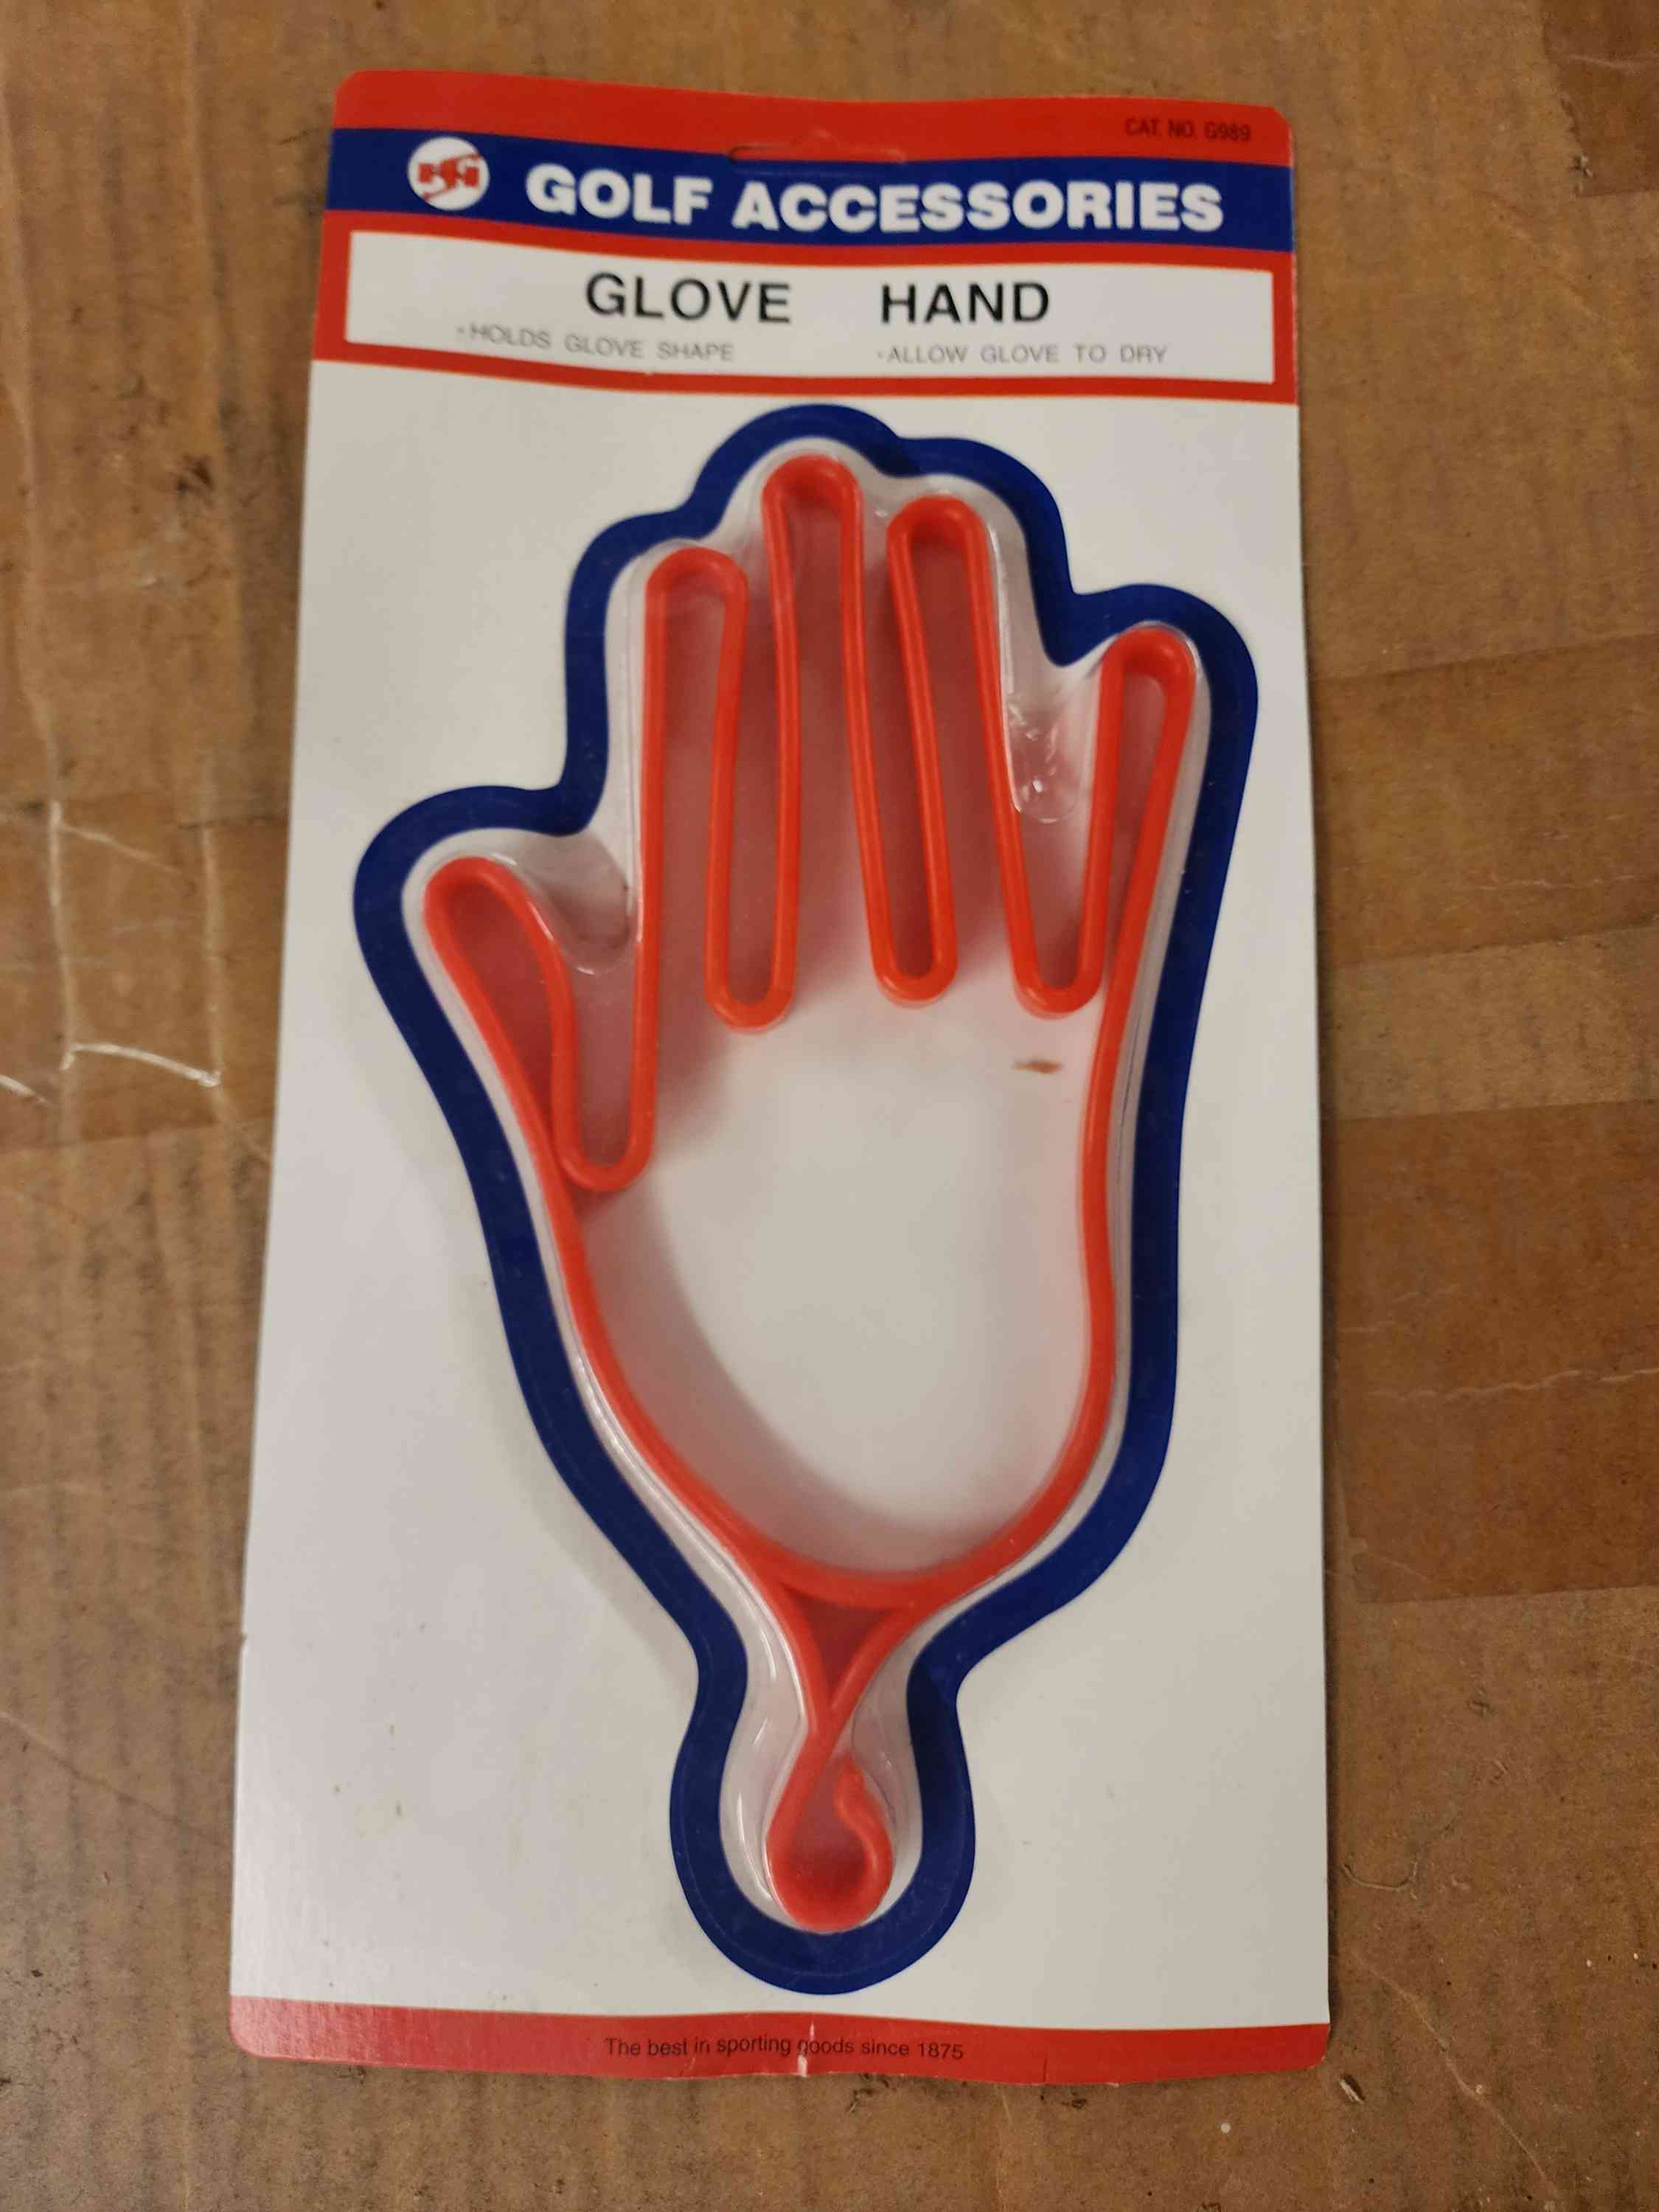 CAT. NO. G989
GOLF ACCESSORIES
GLOVE HAND
·HOLDS GLOVE SHAPE ·ALLOW GLOVE TO DRY
The best in sporting goods since 1875